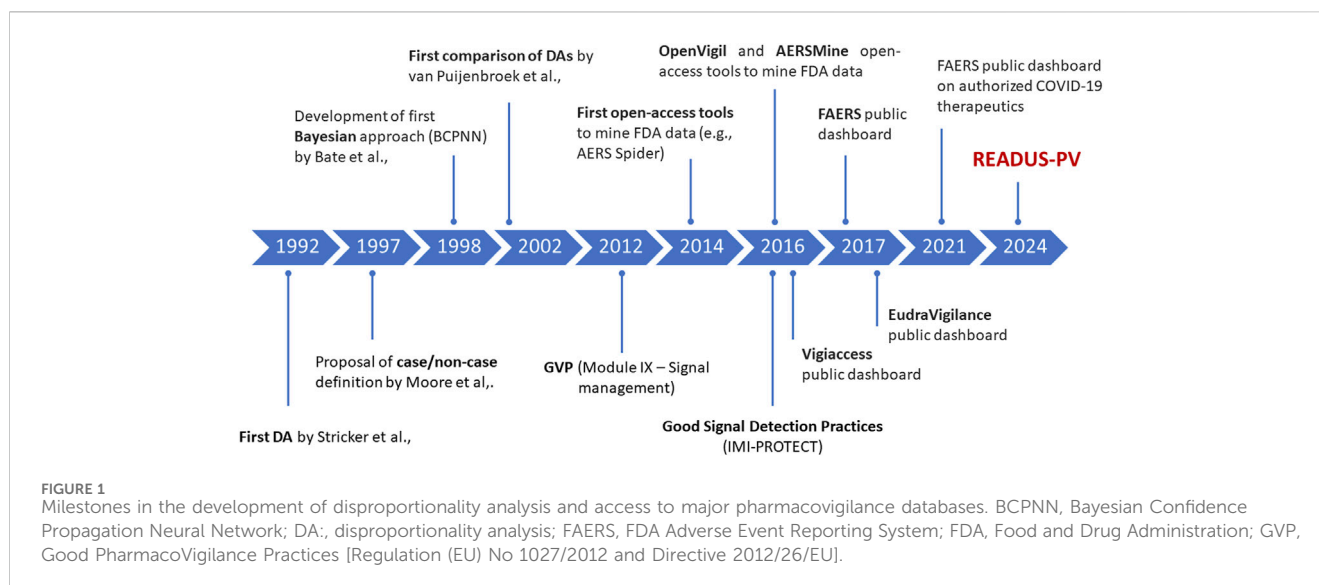 First comparison of DAs by
van Puijenbroek et al.,
OpenVigil and AERSMine open-
access tools to mine FDA data
FAERS public dashboard
on authorized COVID-19
therapeutics
Development of first
Bayesian approach (BCPNN)
by Bate et al.,
First open-access tools
to mine FDA data (e.g.,
AERS Spider)
FAERS public
dashboard
READUS-PV
1992 1997 1998 2002 2012 2014 2016 2017 2021 2024
Proposal of case/non-case
definition by Moore et al,.
First DA by Stricker et al.,
GVP (Module IX – Signal
management)
Good Signal Detection Practices
(IMI-PROTECT)
Vigiaccess
public dashboard
EudraVigilance
public dashboard
FIGURE 1
Milestones in the development of disproportionality analysis and access to major pharmacovigilance databases. BCPNN, Bayesian Confidence
Propagation Neural Network; DA:, disproportionality analysis; FAERS, FDA Adverse Event Reporting System; FDA, Food and Drug Administration; GVP,
Good PharmacoVigilance Practices [Regulation (EU) No 1027/2012 and Directive 2012/26/EU].